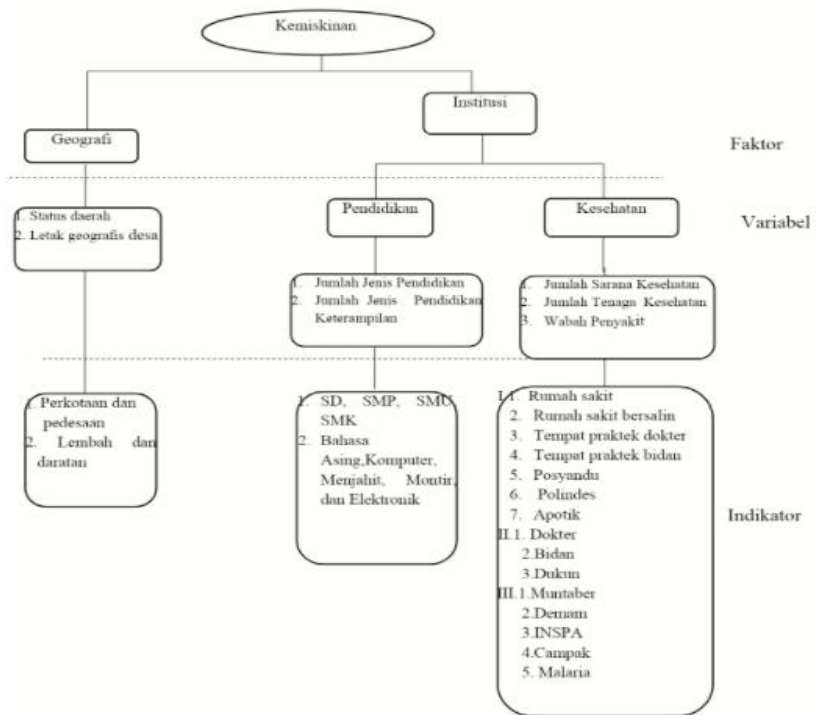 Kemiskinan
Institusi
Geografi
Faktor
1. Status daerah
2. Letak geografis desa
Pendidikan
Kesehatan
Variabel
1. Jumlah Jenis Pendidikan
2. Jumlah Jenis Pendidikan
Keterampilan
1. Jumlah Sarana Kesehatan
2. Jumlah Tenaga Kesehatan
3. Wabah Penyakit
1. Perkotaan dan
pedesaan
2. Lembah dan
daratan
1. SD, SMP, SMU,
SMK
2. Bahasa
Asing,Komputer,
Menjahit, Montir,
dan Elektronik
I.1. Rumah sakit
2. Rumah sakit bersalin
3. Tempat praktek dokter
4. Tempat praktek bidan
5. Posyandu
6. Polindes
7. Apotik
II.1. Dokter
2.Bidan
3.Dukun
III.1.Muntaber
2.Demam
3.INSPA
4.Campak
5. Malaria
Indikator